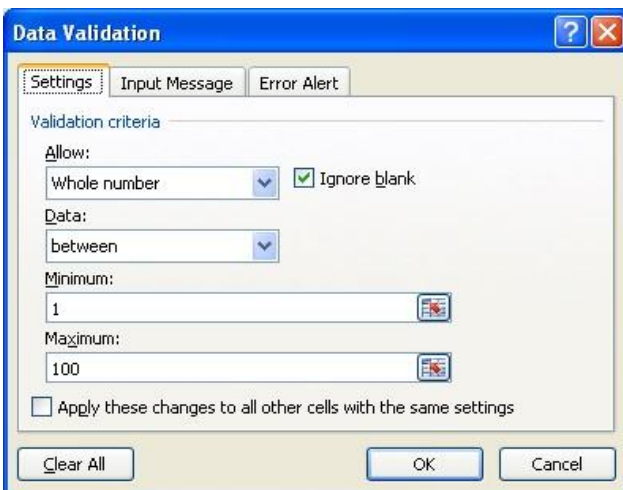 Data Validation
Settings Input Message Error Alert
Validation criteria
Allow:
Whole number Ignore blank
Data:
between
Minimum:
1
Maximum:
100
Apply these changes to all other cells with the same settings
Clear All OK Cancel